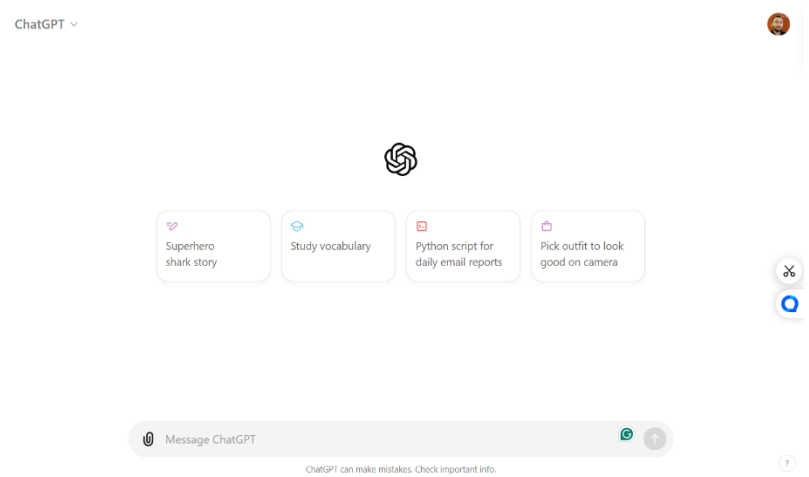 ChatGPT
Superhero
shark story
Study vocabulary
Python script for
daily email reports
Pick outfit to look
good on camera
Message ChatGPT
ChatGPT can make mistakes. Check important info.
?